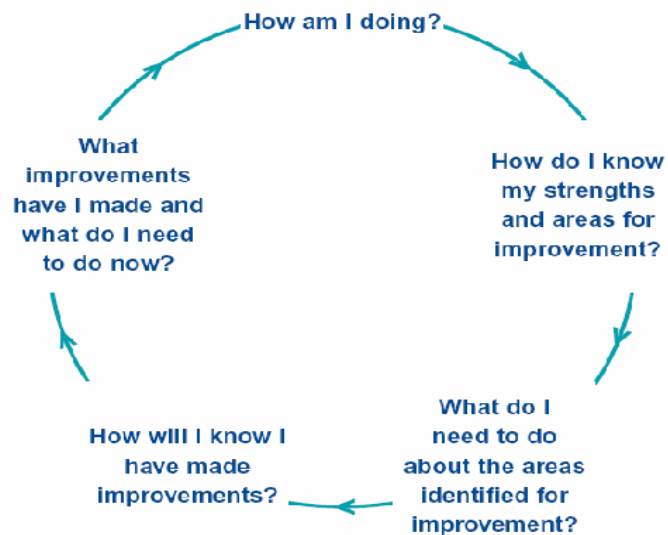 How am I doing?
How do I know
my strengths
and areas for
improvement?
What do I
need to do
about the areas
identified for
improvement?
How will I know I
have made
improvements?
What
improvements
have I made and
what do I need
to do now?